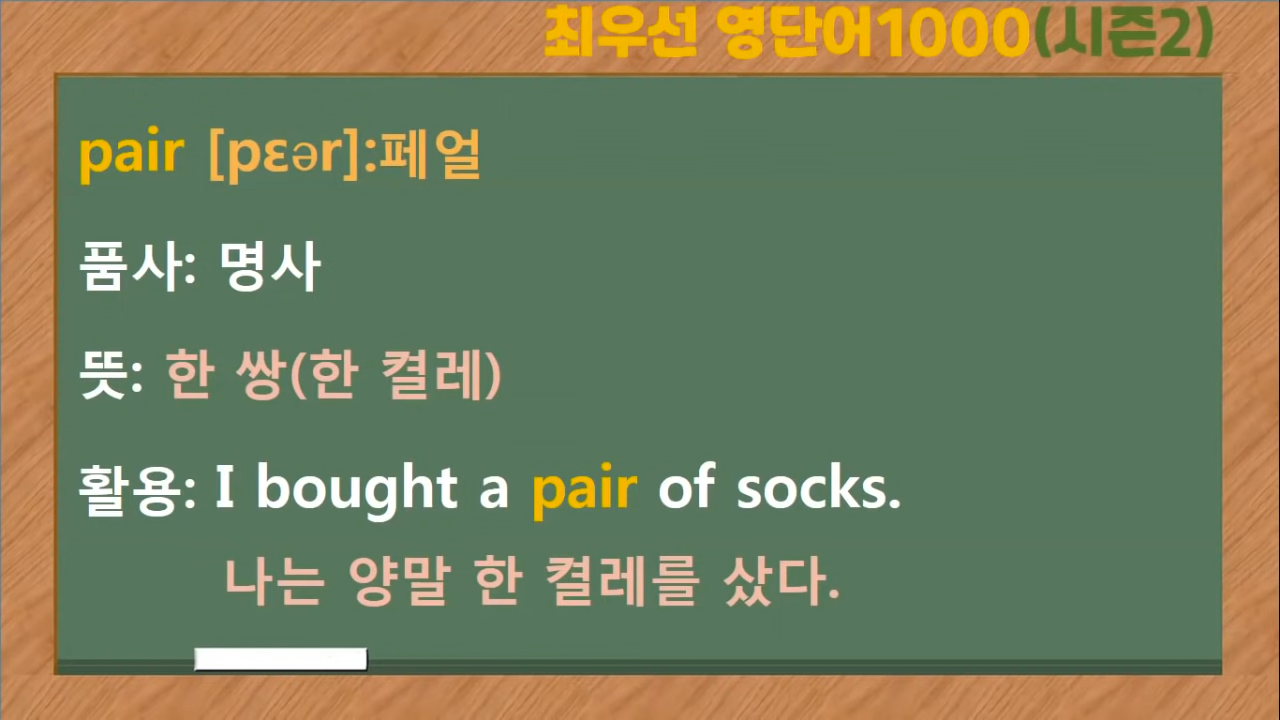 최우선 영단어1000(시즌2)
pair [pɛər]:페얼
품사: 명사
뜻: 한 쌍(한 켤레)
활용: I bought a pair of socks.
나는 양말 한 켤레를 샀다.